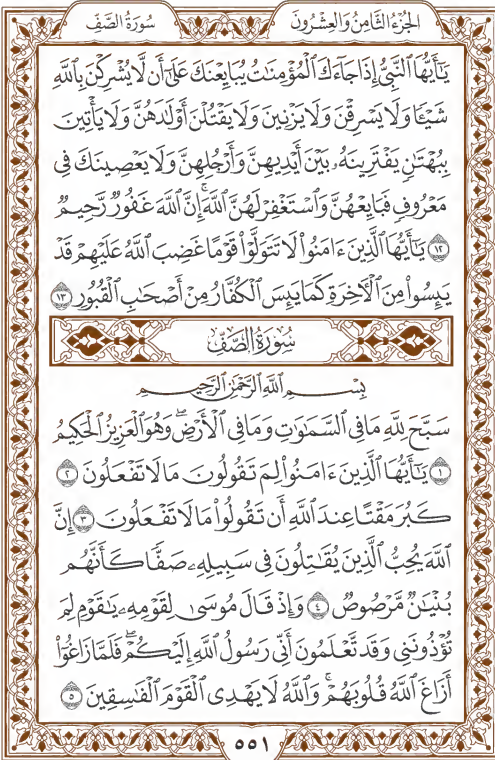 الجُزْءُ الثَّامِنُ وَالعِشْرُونَ
سُورَةُ الصَّفِّ
يَٰٓأَيُّهَا ٱلنَّبِيُّ إِذَا جَآءَكَ ٱلْمُؤْمِنَٰتُ يُبَايِعْنَكَ عَلَىٰٓ أَن لَّا يُشْرِكْنَ بِٱللَّهِ
شَيْـًٔا وَلَا يَسْرِقْنَ وَلَا يَزْنِينَ وَلَا يَقْتُلْنَ أَوْلَٰدَهُنَّ وَلَا يَأْتِينَ
بِبُهْتَٰنٍ يَفْتَرِينَهُۥ بَيْنَ أَيْدِيهِنَّ وَأَرْجُلِهِنَّ وَلَا يَعْصِينَكَ فِي
مَعْرُوفٍ فَبَايِعْهُنَّ وَٱسْتَغْفِرْ لَهُنَّ ٱللَّهَۚ إِنَّ ٱللَّهَ غَفُورٌ رَّحِيمٌ
١٢ يَٰٓأَيُّهَا ٱلَّذِينَ ءَامَنُوا۟ لَا تَتَوَلَّوْا۟ قَوْمًا غَضِبَ ٱللَّهُ عَلَيْهِمْ قَدْ
يَئِسُوا۟ مِنَ ٱلْءَاخِرَةِ كَمَا يَئِسَ ٱلْكُفَّارُ مِنْ أَصْحَٰبِ ٱلْقُبُورِ ١٣
سُورَةُ الصَّفِّ
بِسْمِ ٱللَّهِ ٱلرَّحْمَٰنِ ٱلرَّحِيمِ
سَبَّحَ لِلَّهِ مَا فِي ٱلسَّمَٰوَٰتِ وَمَا فِي ٱلْأَرْضِۖ وَهُوَ ٱلْعَزِيزُ ٱلْحَكِيمُ
١ يَٰٓأَيُّهَا ٱلَّذِينَ ءَامَنُوا۟ لِمَ تَقُولُونَ مَا لَا تَفْعَلُونَ ٢
كَبُرَ مَقْتًا عِندَ ٱللَّهِ أَن تَقُولُوا۟ مَا لَا تَفْعَلُونَ ٣ إِنَّ
ٱللَّهَ يُحِبُّ ٱلَّذِينَ يُقَٰتِلُونَ فِي سَبِيلِهِۦ صَفًّا كَأَنَّهُم
بُنْيَٰنٌ مَّرْصُوصٌ ٤ وَإِذْ قَالَ مُوسَىٰ لِقَوْمِهِۦ يَٰقَوْمِ لِمَ
تُؤْذُونَنِي وَقَد تَّعْلَمُونَ أَنِّي رَسُولُ ٱللَّهِ إِلَيْكُمْۖ فَلَمَّا زَاغُوٓا۟
أَزَاغَ ٱللَّهُ قُلُوبَهُمْۚ وَٱللَّهُ لَا يَهْدِي ٱلْقَوْمَ ٱلْفَٰسِقِينَ ٥
٥٥١